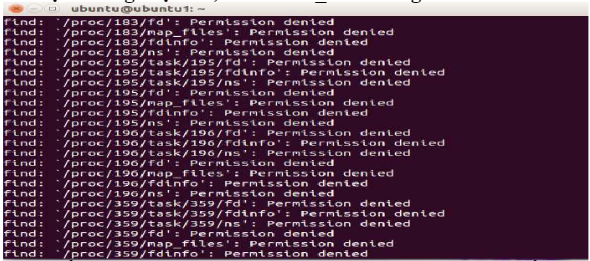 ubuntu@ubuntu1: ~
find: `/proc/183/fd': Permission denied
find: `/proc/183/map_files': Permission denied
find: `/proc/183/fdinfo': Permission denied
find: `/proc/183/ns': Permission denied
find: `/proc/195/task/195/fd': Permission denied
find: `/proc/195/task/195/fdinfo': Permission denied
find: `/proc/195/task/195/ns': Permission denied
find: `/proc/195/fd': Permission denied
find: `/proc/195/map_files': Permission denied
find: `/proc/195/fdinfo': Permission denied
find: `/proc/195/ns': Permission denied
find: `/proc/196/task/196/fd': Permission denied
find: `/proc/196/task/196/fdinfo': Permission denied
find: `/proc/196/task/196/ns': Permission denied
find: `/proc/196/fd': Permission denied
find: `/proc/196/map_files': Permission denied
find: `/proc/196/fdinfo': Permission denied
find: `/proc/196/ns': Permission denied
find: `/proc/359/task/359/fd': Permission denied
find: `/proc/359/task/359/fdinfo': Permission denied
find: `/proc/359/task/359/ns': Permission denied
find: `/proc/359/fd': Permission denied
find: `/proc/359/map_files': Permission denied
find: `/proc/359/fdinfo': Permission denied